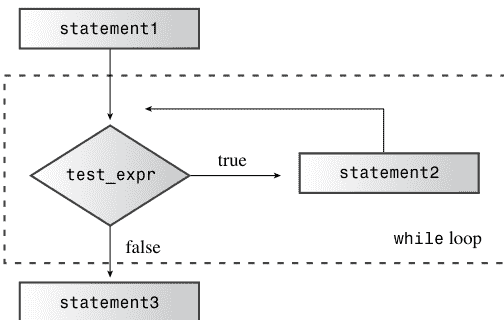 statement1
test_expr
true
statement2
while loop
false
statement3